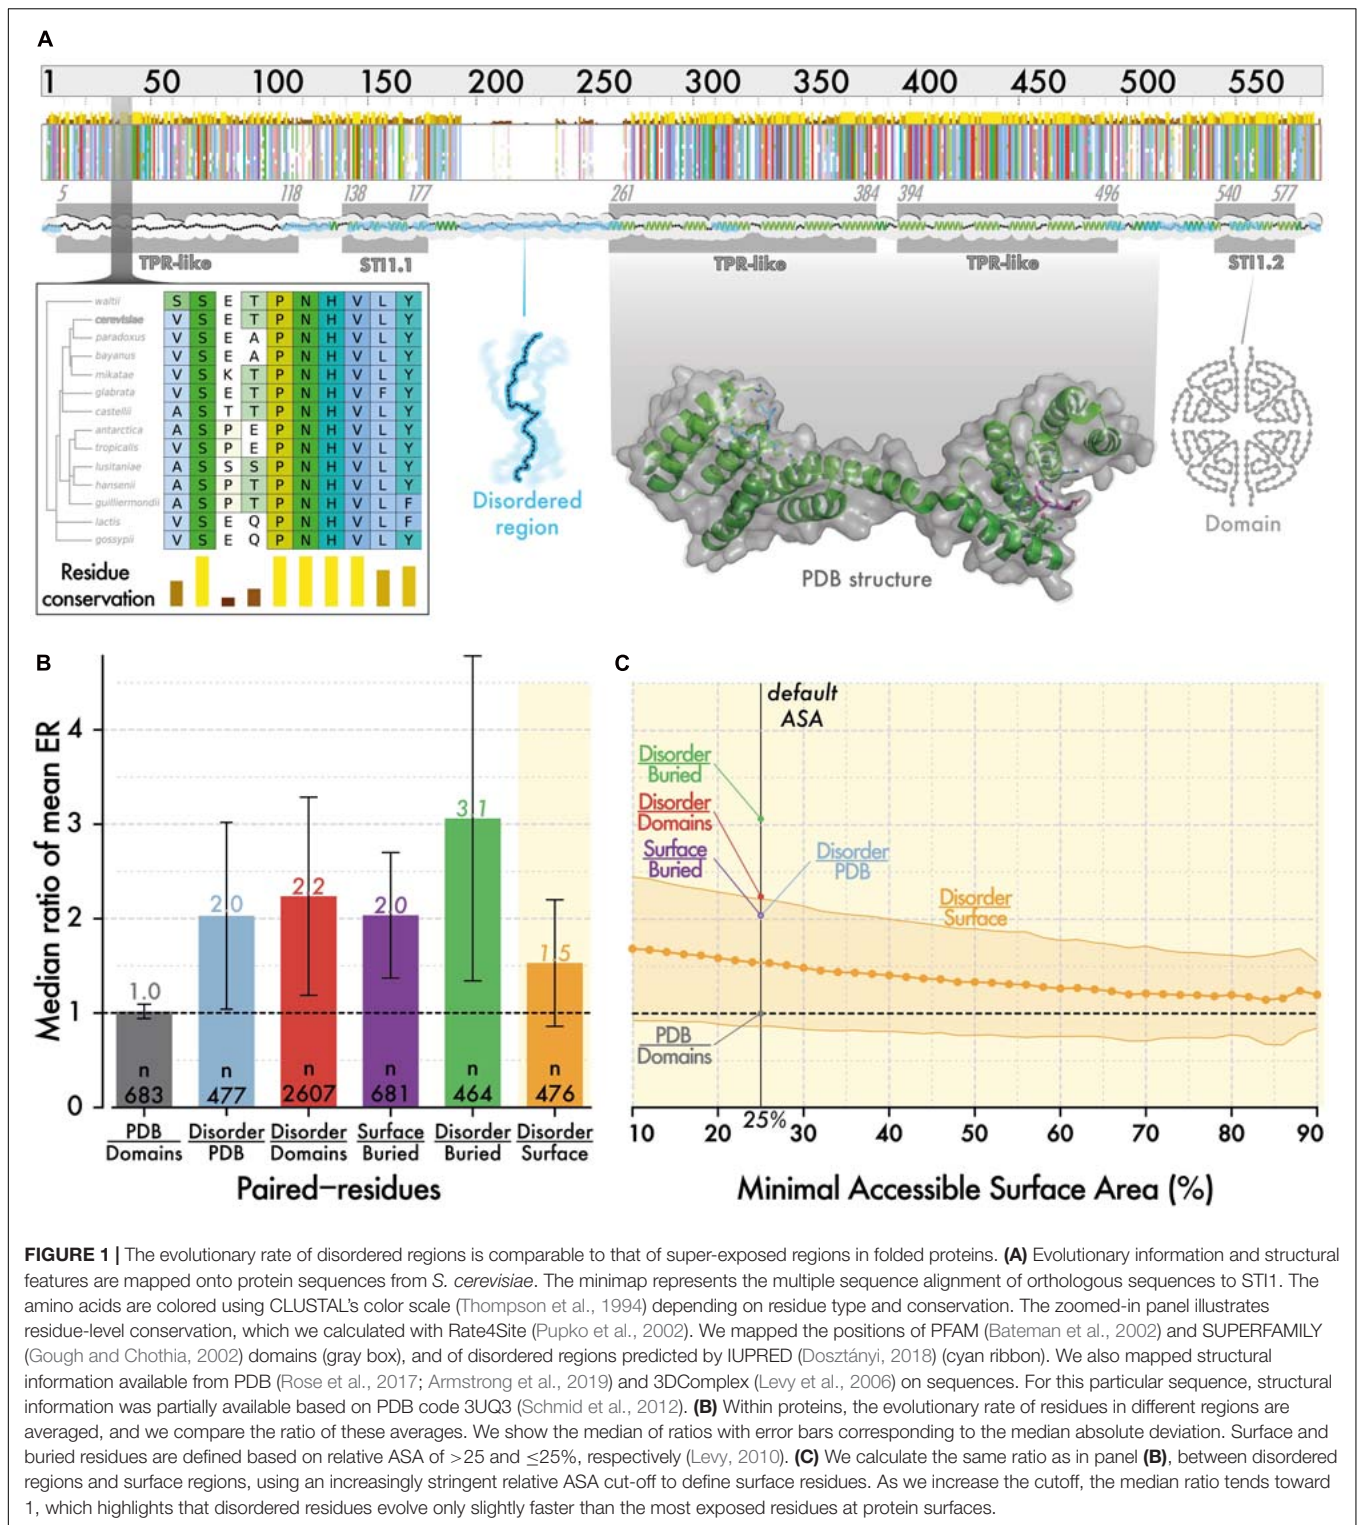 A
1 50 100 150 200 250 300 350 400 450 500 550
5 118 138 177 261 384 394 496 540 577
TPR-like STI1.1 TPR-like TPR-like STI1.2
waltii S S E T P N H V L Y
cerevisiae V S E T P N H V L Y
paradoxus V S E A P N H V L Y
bayanus V S E A P N H V L Y
mikatae V S K T P N H V L Y
glabrata V S E T P N H V F Y
castellii A S T T P N H V L Y
antarctica A S P E P N H V L Y
tropicalis V S P E P N H V L Y
lusitaniae A S S S P N H V L Y
hansenii A S P T P N H V L Y
guilliermondii A S P T P N H V L F
lactis V S E Q P N H V L F
gossypii V S E Q P N H V L Y
Residue
conservation
Disordered
region
PDB structure
Domain
B
Median ratio of mean ER
4
3
2
1
0
1.0 2.0 2.2 2.0 3.1 1.5
n n n n n n
683 477 2607 681 464 476
PDB Disorder Disorder Surface Disorder Disorder
Domains PDB Domains Buried Buried Surface
Paired–residues
C
default
ASA
Disorder
Buried
Disorder
Domains
Surface
Buried
Disorder
PDB
Disorder
Surface
PDB
Domains
10 20 25% 30 40 50 60 70 80 90
Minimal Accessible Surface Area (%)
FIGURE 1 | The evolutionary rate of disordered regions is comparable to that of super-exposed regions in folded proteins. (A) Evolutionary information and structural
features are mapped onto protein sequences from S. cerevisiae. The minimap represents the multiple sequence alignment of orthologous sequences to STI1. The
amino acids are colored using CLUSTAL's color scale (Thompson et al., 1994) depending on residue type and conservation. The zoomed-in panel illustrates
residue-level conservation, which we calculated with Rate4Site (Pupko et al., 2002). We mapped the positions of PFAM (Bateman et al., 2002) and SUPERFAMILY
(Gough and Chothia, 2002) domains (gray box), and of disordered regions predicted by IUPRED (Dosztányi, 2018) (cyan ribbon). We also mapped structural
information available from PDB (Rose et al., 2017; Armstrong et al., 2019) and 3DComplex (Levy et al., 2006) on sequences. For this particular sequence, structural
information was partially available based on PDB code 3UQ3 (Schmid et al., 2012). (B) Within proteins, the evolutionary rate of residues in different regions are
averaged, and we compare the ratio of these averages. We show the median of ratios with error bars corresponding to the median absolute deviation. Surface and
buried residues are defined based on relative ASA of >25 and ≤25%, respectively (Levy, 2010). (C) We calculate the same ratio as in panel (B), between disordered
regions and surface regions, using an increasingly stringent relative ASA cut-off to define surface residues. As we increase the cutoff, the median ratio tends toward
1, which highlights that disordered residues evolve only slightly faster than the most exposed residues at protein surfaces.